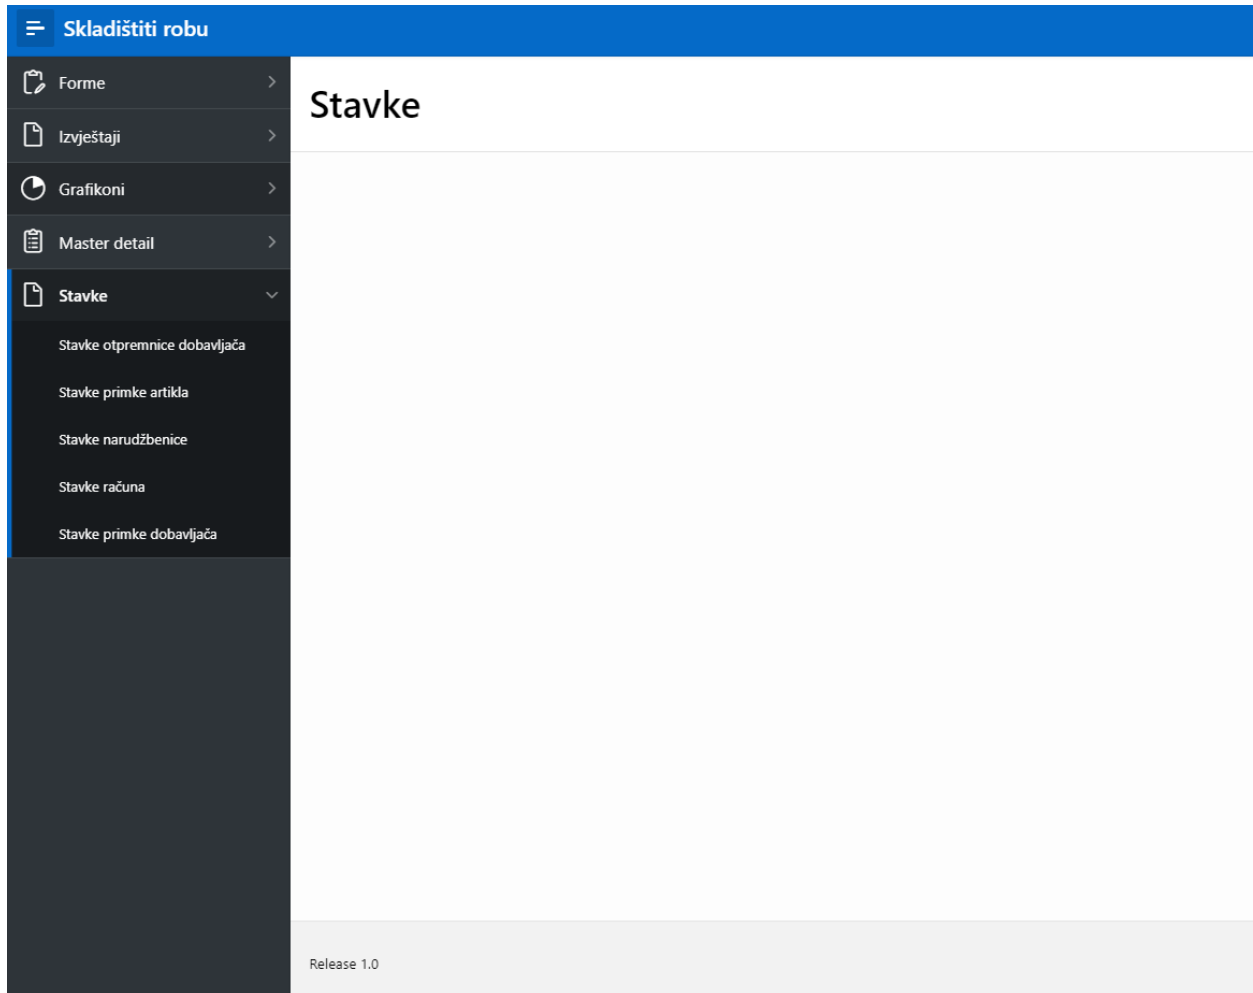 Skladištiti robu
Forme
Izvještaji
Grafikoni
Master detail
Stavke
Stavke otpremnice dobavljača
Stavke primke artikla
Stavke narudžbenice
Stavke računa
Stavke primke dobavljača
Stavke
Release 1.0